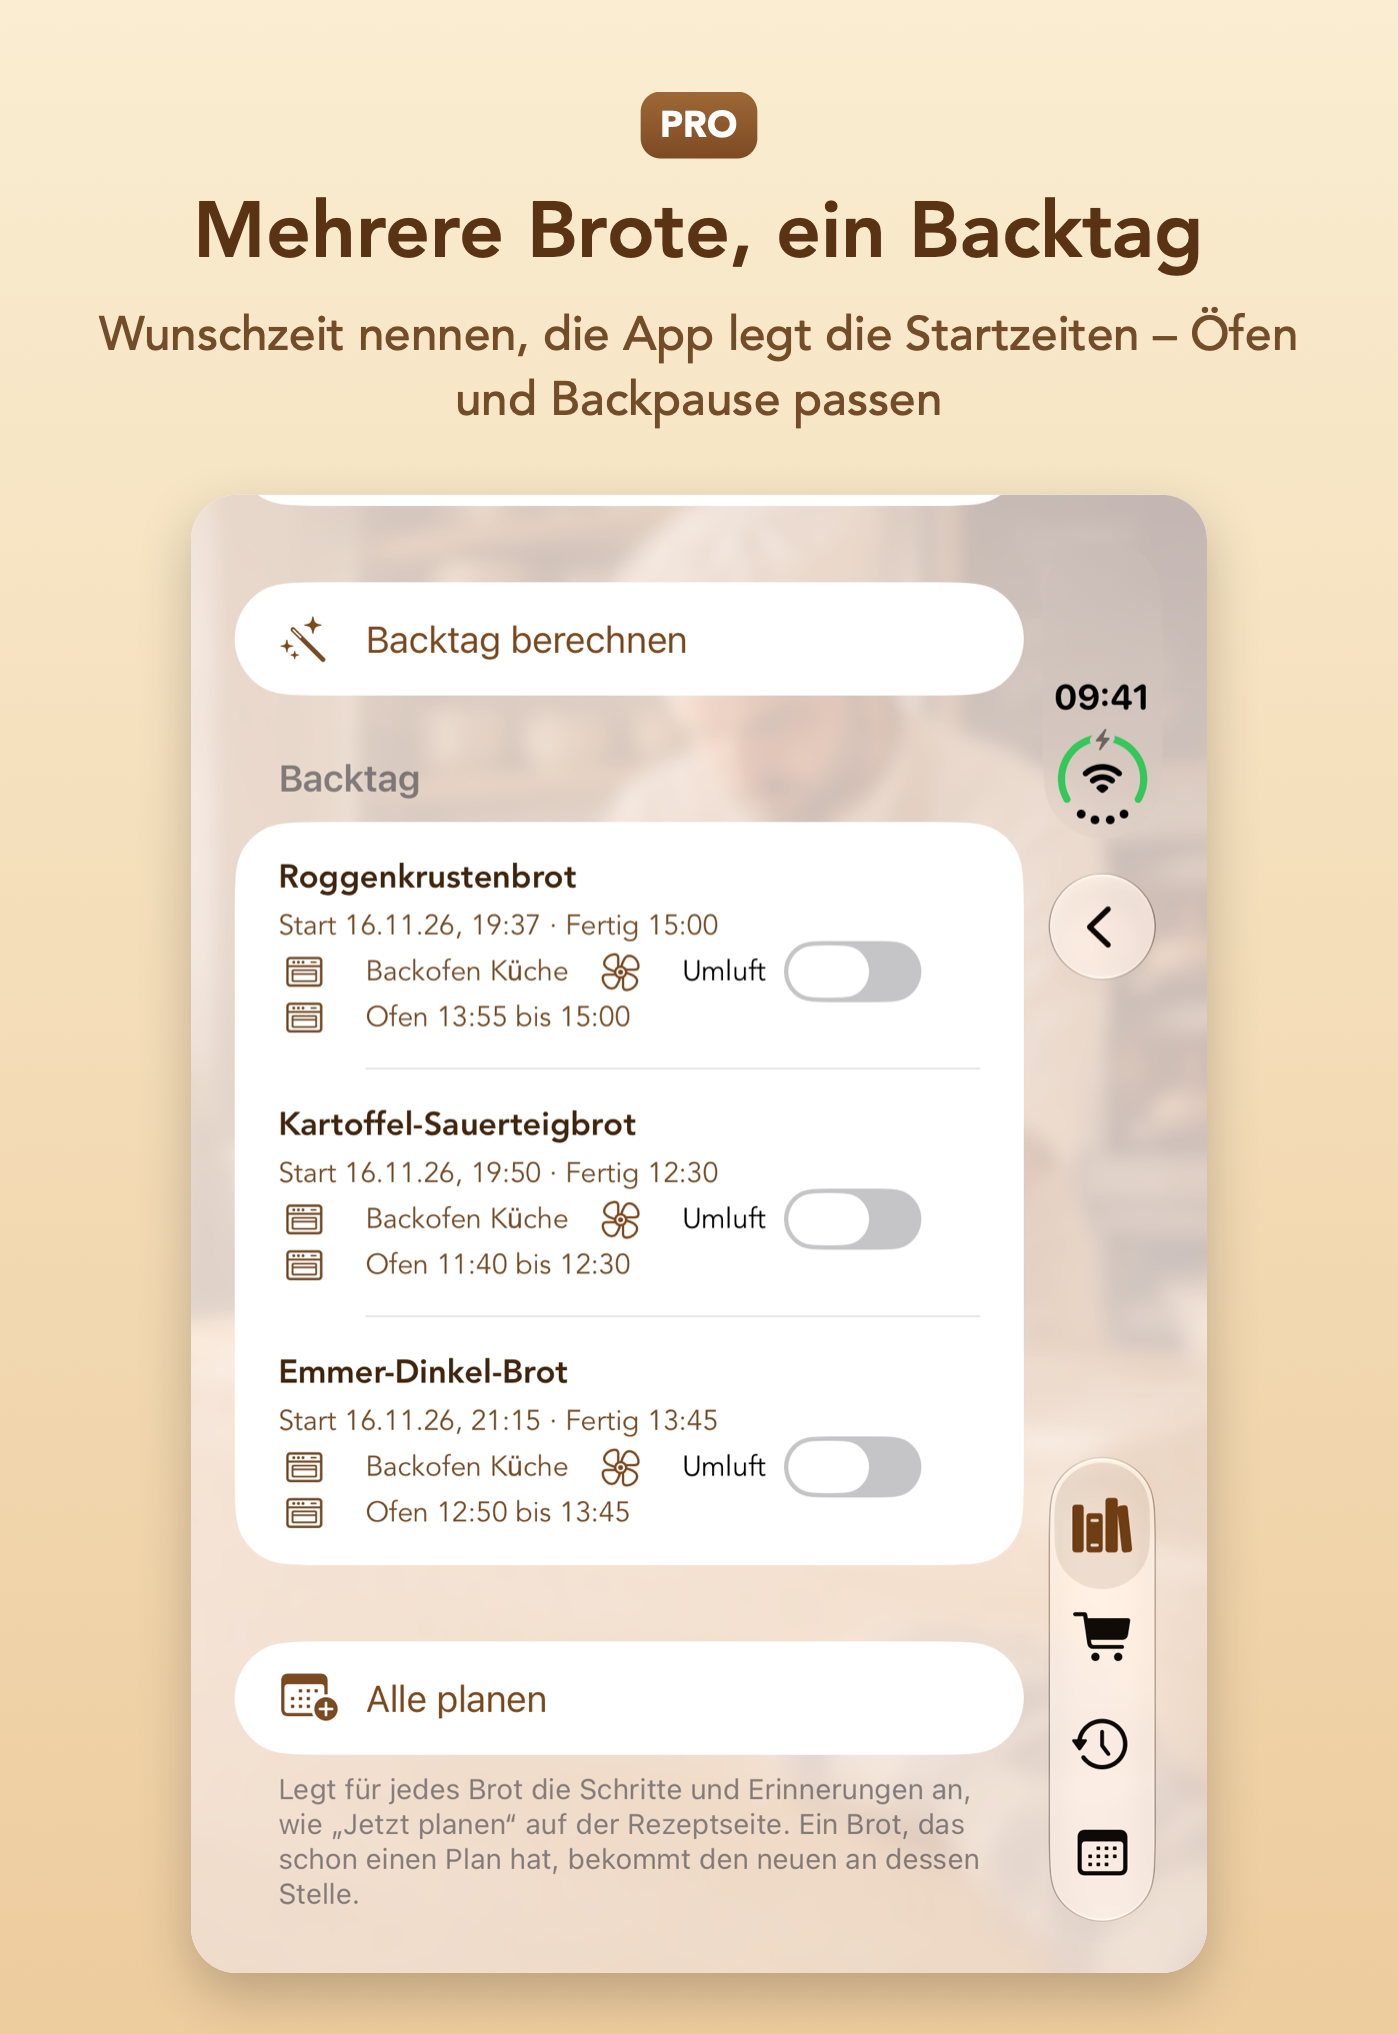 PRO
Mehrere Brote, ein Backtag
Wunschzeit nennen, die App legt die Startzeiten – Öfen
und Backpause passen
Backtag berechnen
09:41
Backtag
Roggenkrustenbrot
Start 16.11.26, 19:37 · Fertig 15:00
Backofen Küche Umluft
Ofen 13:55 bis 15:00
Kartoffel-Sauerteigbrot
Start 16.11.26, 19:50 · Fertig 12:30
Backofen Küche Umluft
Ofen 11:40 bis 12:30
Emmer-Dinkel-Brot
Start 16.11.26, 21:15 · Fertig 13:45
Backofen Küche Umluft
Ofen 12:50 bis 13:45
Alle planen
Legt für jedes Brot die Schritte und Erinnerungen an,
wie „Jetzt planen“ auf der Rezeptseite. Ein Brot, das
schon einen Plan hat, bekommt den neuen an dessen
Stelle.